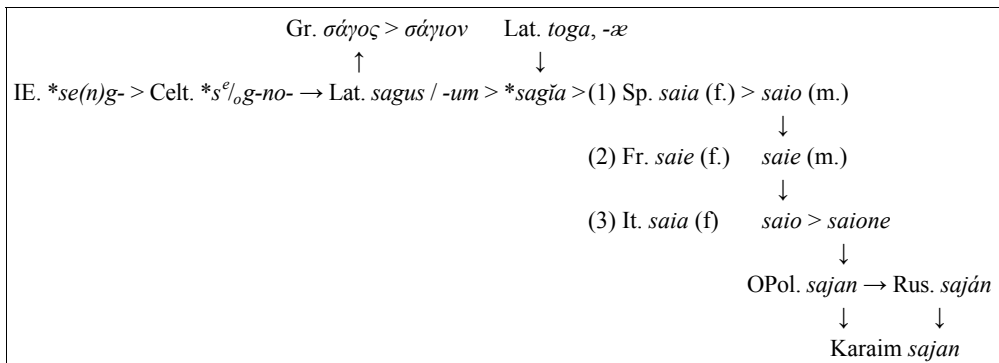 Gr. σάγος > σάγιον Lat. toga, -æ
↑ ↓
IE. *se(n)g- > Celt. *sᵉ/ₒg-no- → Lat. sagus / -um > *sagĭa > (1) Sp. saia (f.) > saio (m.)
↓
(2) Fr. saie (f.) saie (m.)
↓
(3) It. saia (f) saio > saione
↓
OPol. sajan → Rus. saján
↓ ↓
Karaim sajan